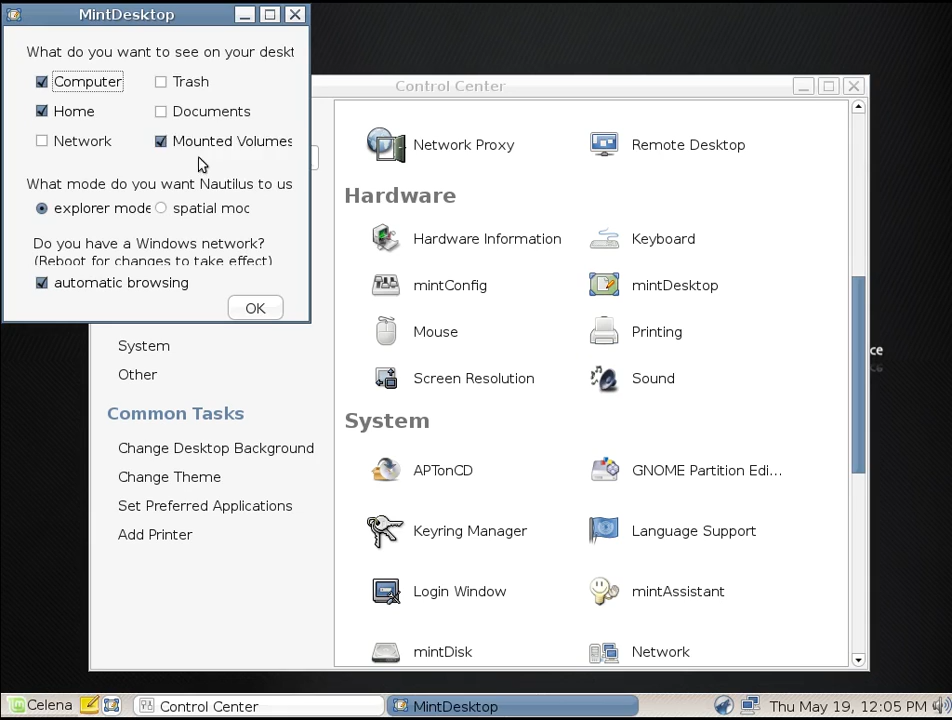 MintDesktop
What do you want to see on your deskt
Computer
Trash
Home
Documents
Network
Mounted Volumes
What mode do you want Nautilus to us
explorer mode
spatial moc
Do you have a Windows network?
(Reboot for changes to take effect)
automatic browsing
OK
Control Center
System
Other
Common Tasks
Change Desktop Background
Change Theme
Set Preferred Applications
Add Printer
Network Proxy
Remote Desktop
Hardware
Hardware Information
Keyboard
mintConfig
mintDesktop
Mouse
Printing
Screen Resolution
Sound
System
APTonCD
GNOME Partition Edi...
Keyring Manager
Language Support
Login Window
mintAssistant
mintDisk
Network
ce
Celena
Control Center
MintDesktop
Thu May 19, 12:05 PM